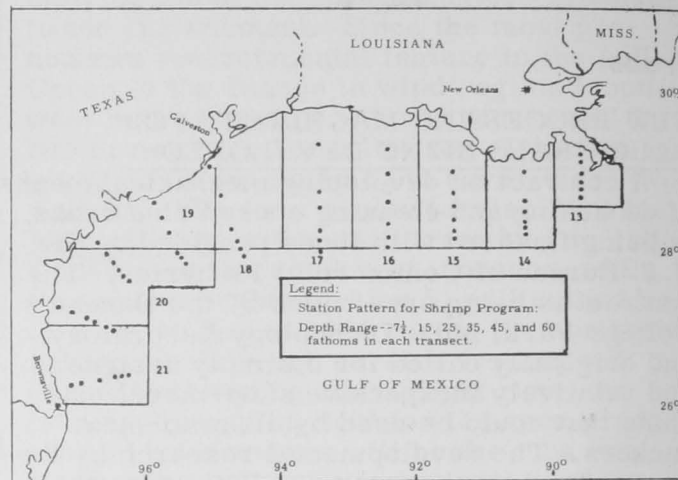 LOUISIANA
MISS.
New Orleans
30°
TEXAS
Galveston
19
13
18
17
16
15
14
28°
20
Legend:
Station Pattern for Shrimp Program:
Depth Range--7½, 15, 25, 35, 45, and 60
fathoms in each transect.
Brownsville
21
GULF OF MEXICO
26°
96°
94°
92°
90°